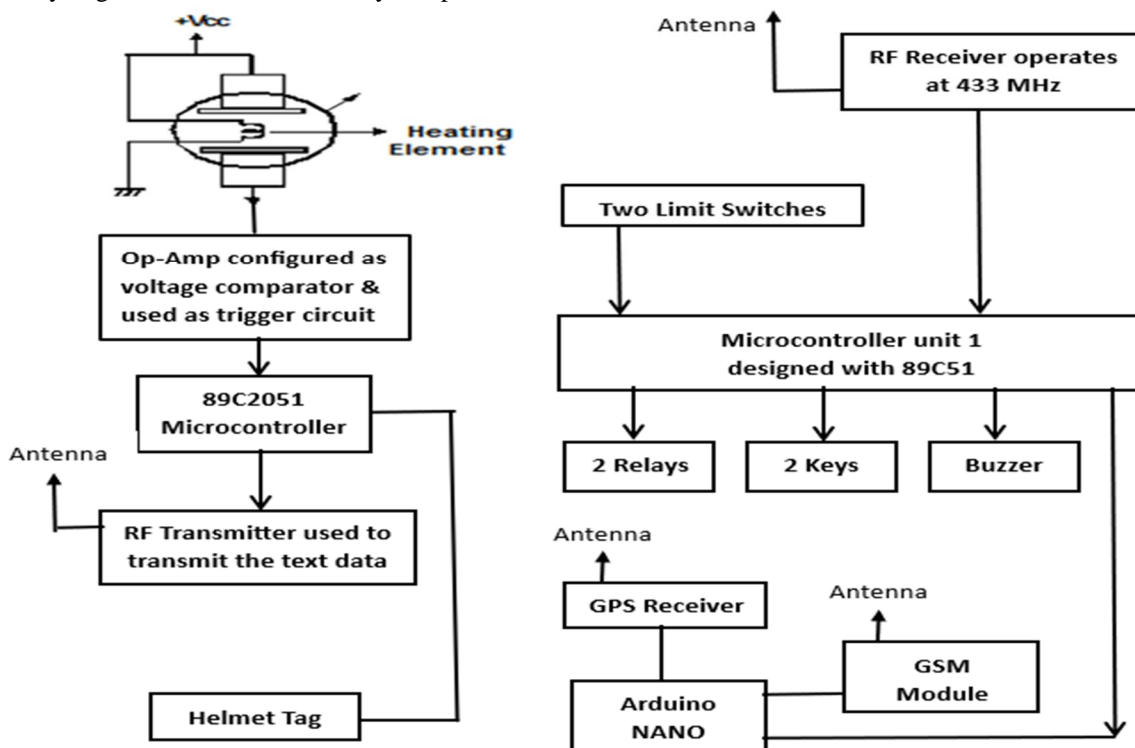 +Vcc
Heating
Element
Op-Amp configured as
voltage comparator &
used as trigger circuit
89C2051
Microcontroller
Antenna
RF Transmitter used to
transmit the text data
Helmet Tag
Antenna
RF Receiver operates
at 433 MHz
Two Limit Switches
Microcontroller unit 1
designed with 89C51
2 Relays
2 Keys
Buzzer
Antenna
GPS Receiver
Antenna
GSM
Module
Arduino
NANO